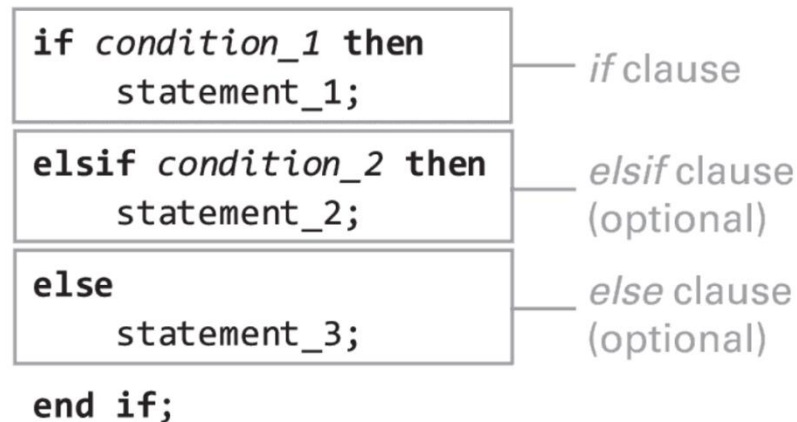 if condition_1 then
statement_1;
if clause
elsif condition_2 then
statement_2;
elsif clause
(optional)
else
statement_3;
else clause
(optional)
end if;